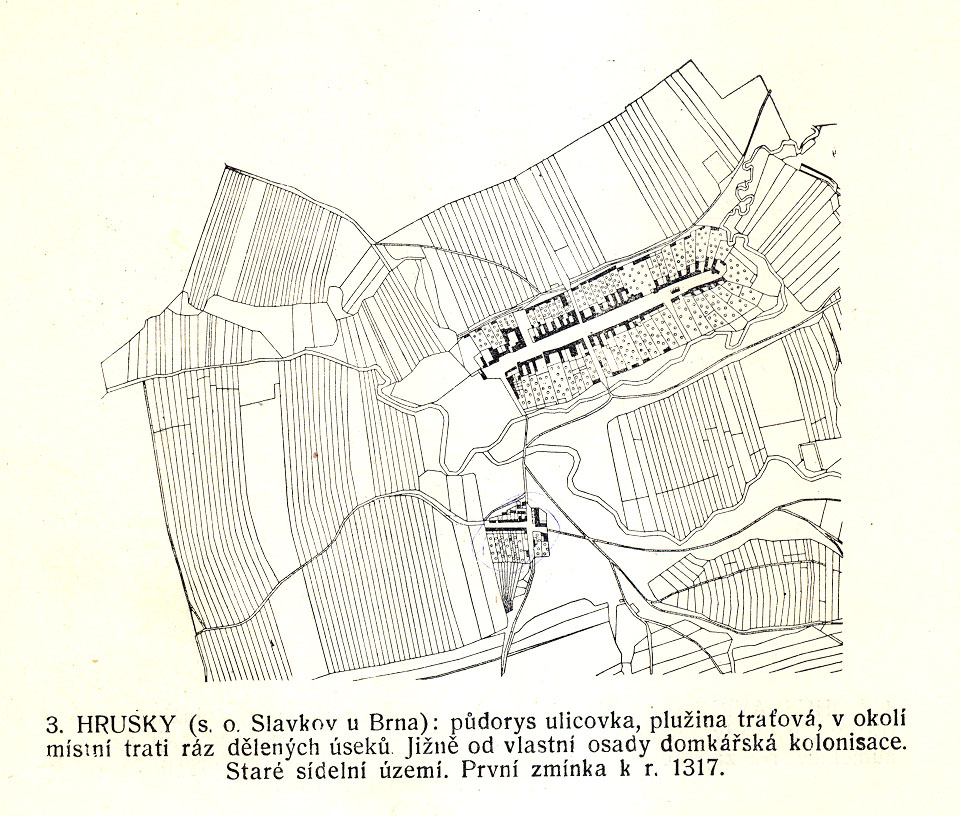 3. HRUŠKY (s. o. Slavkov u Brna): půdorys ulicovka, plužina traťová, v okolí
místní trati ráz dělených úseků. Jižně od vlastní osady domkářská kolonisace.
Staré sídelní území. První zmínka k r. 1317.